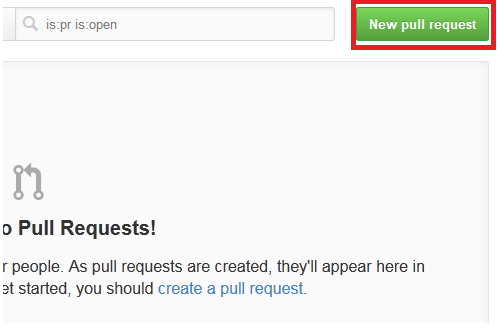 is:pr is:open
New pull request
o Pull Requests!
r people. As pull requests are created, they'll appear here in
et started, you should create a pull request.